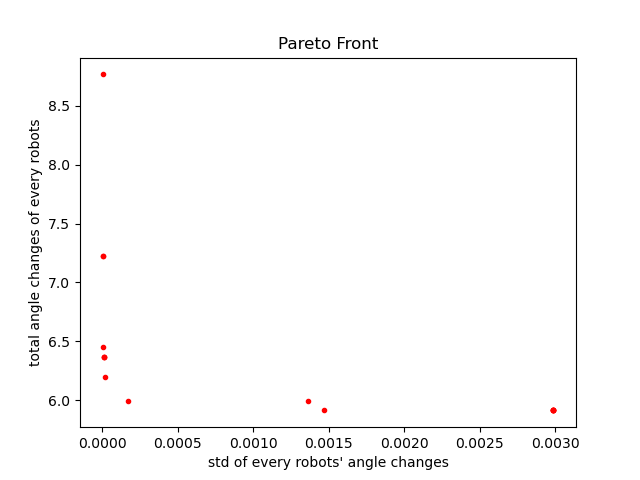 Pareto Front
total angle changes of every robots
8.5
8.0
7.5
7.0
6.5
6.0
0.0000 0.0005 0.0010 0.0015 0.0020 0.0025 0.0030
std of every robots' angle changes